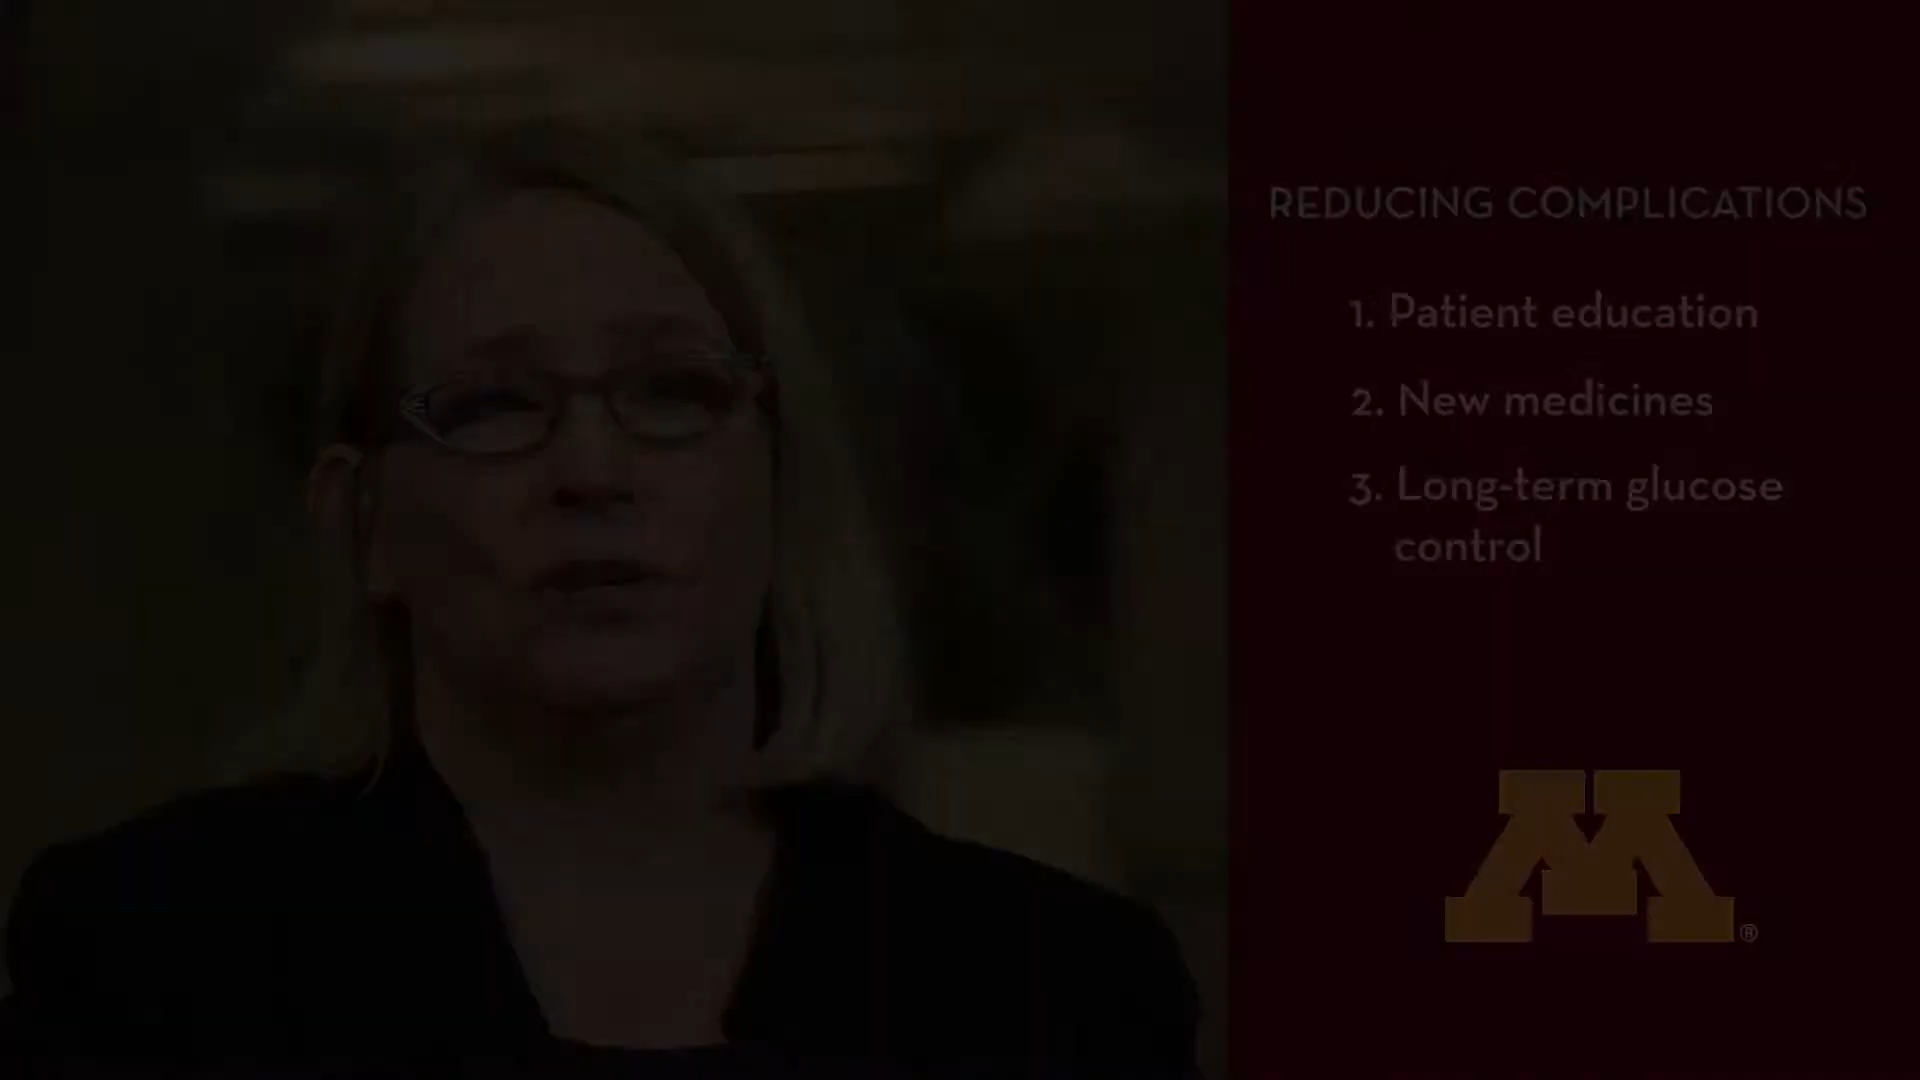 REDUCING COMPLICATIONS
1. Patient education
2. New medicines
3. Long-term glucose
control
M®